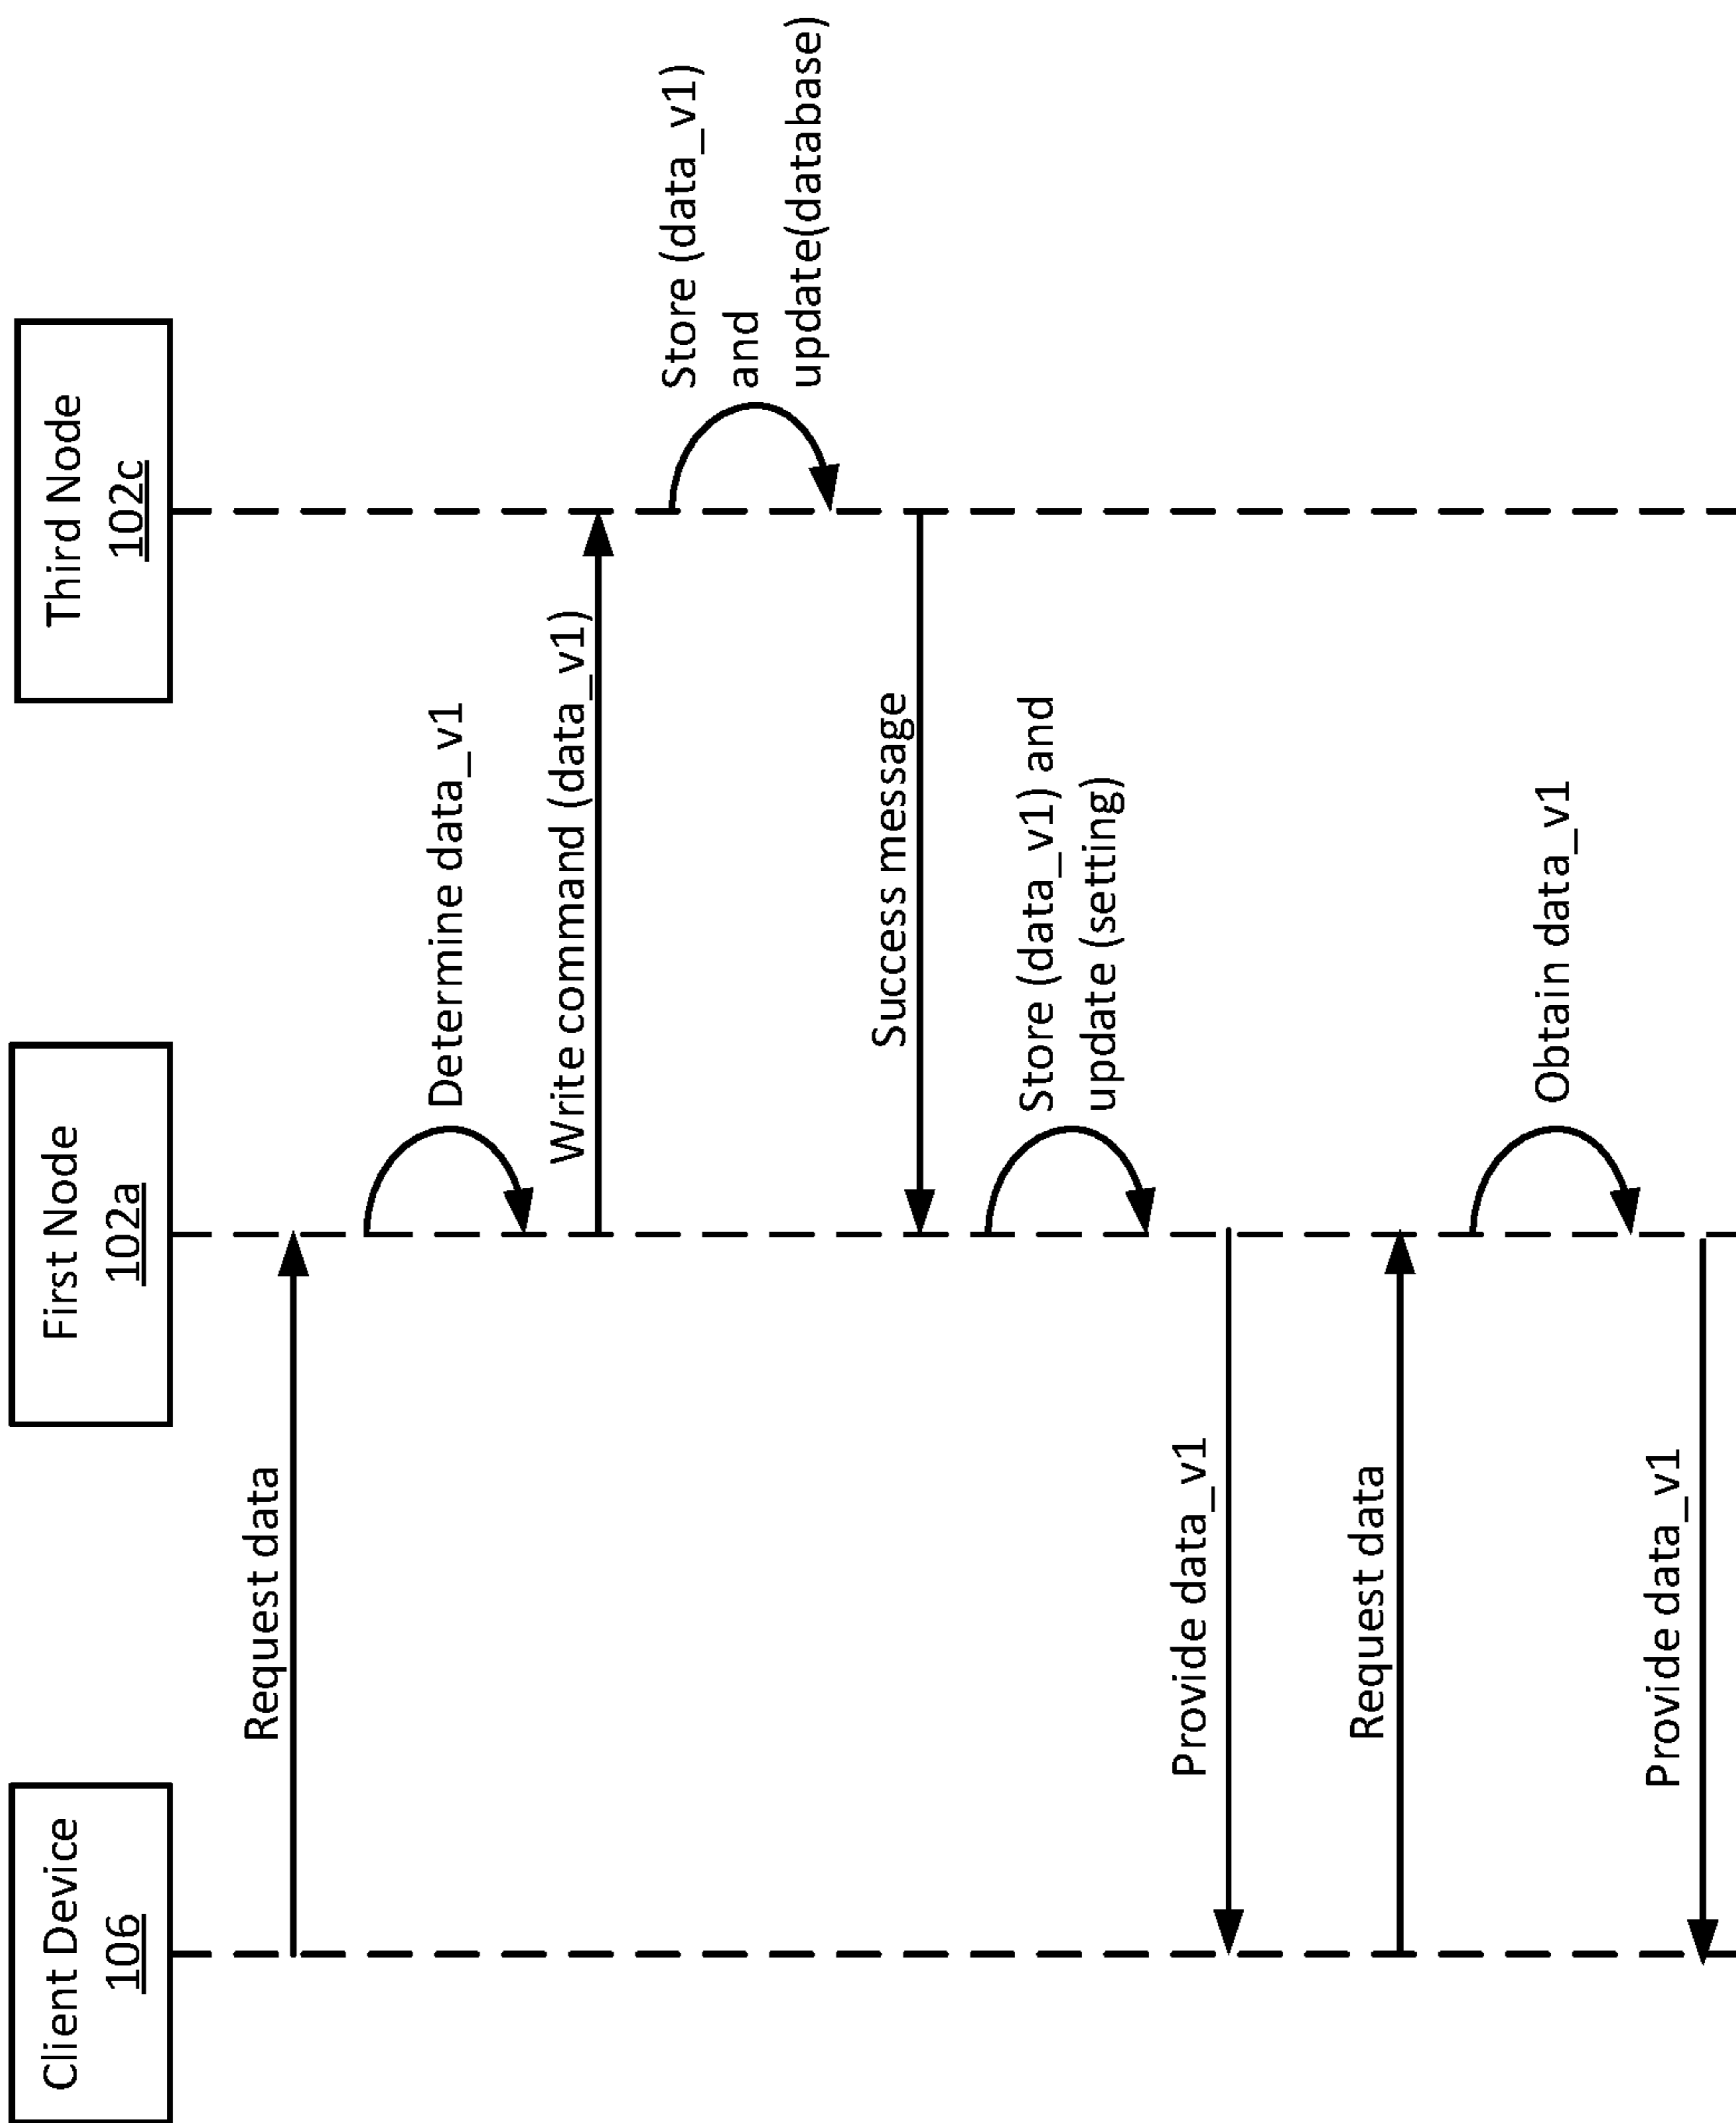 Client Device
106
First Node
102a
Third Node
102c
Request data
Determine data_v1
Write command (data_v1)
Store (data_v1)
and
update(database)
Success message
Store (data_v1) and
update (setting)
Provide data_v1
Request data
Obtain data_v1
Provide data_v1